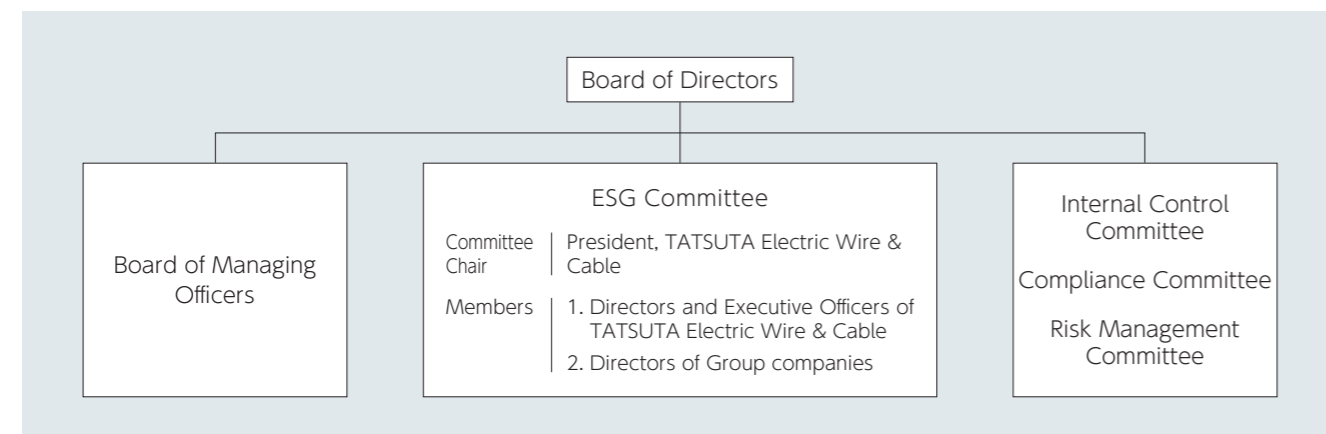 Board of Directors
Board of Managing
Officers
ESG Committee
Committee
Chair
President, TATSUTA Electric Wire &
Cable
Members
1. Directors and Executive Officers of
TATSUTA Electric Wire & Cable
2. Directors of Group companies
Internal Control
Committee
Compliance Committee
Risk Management
Committee